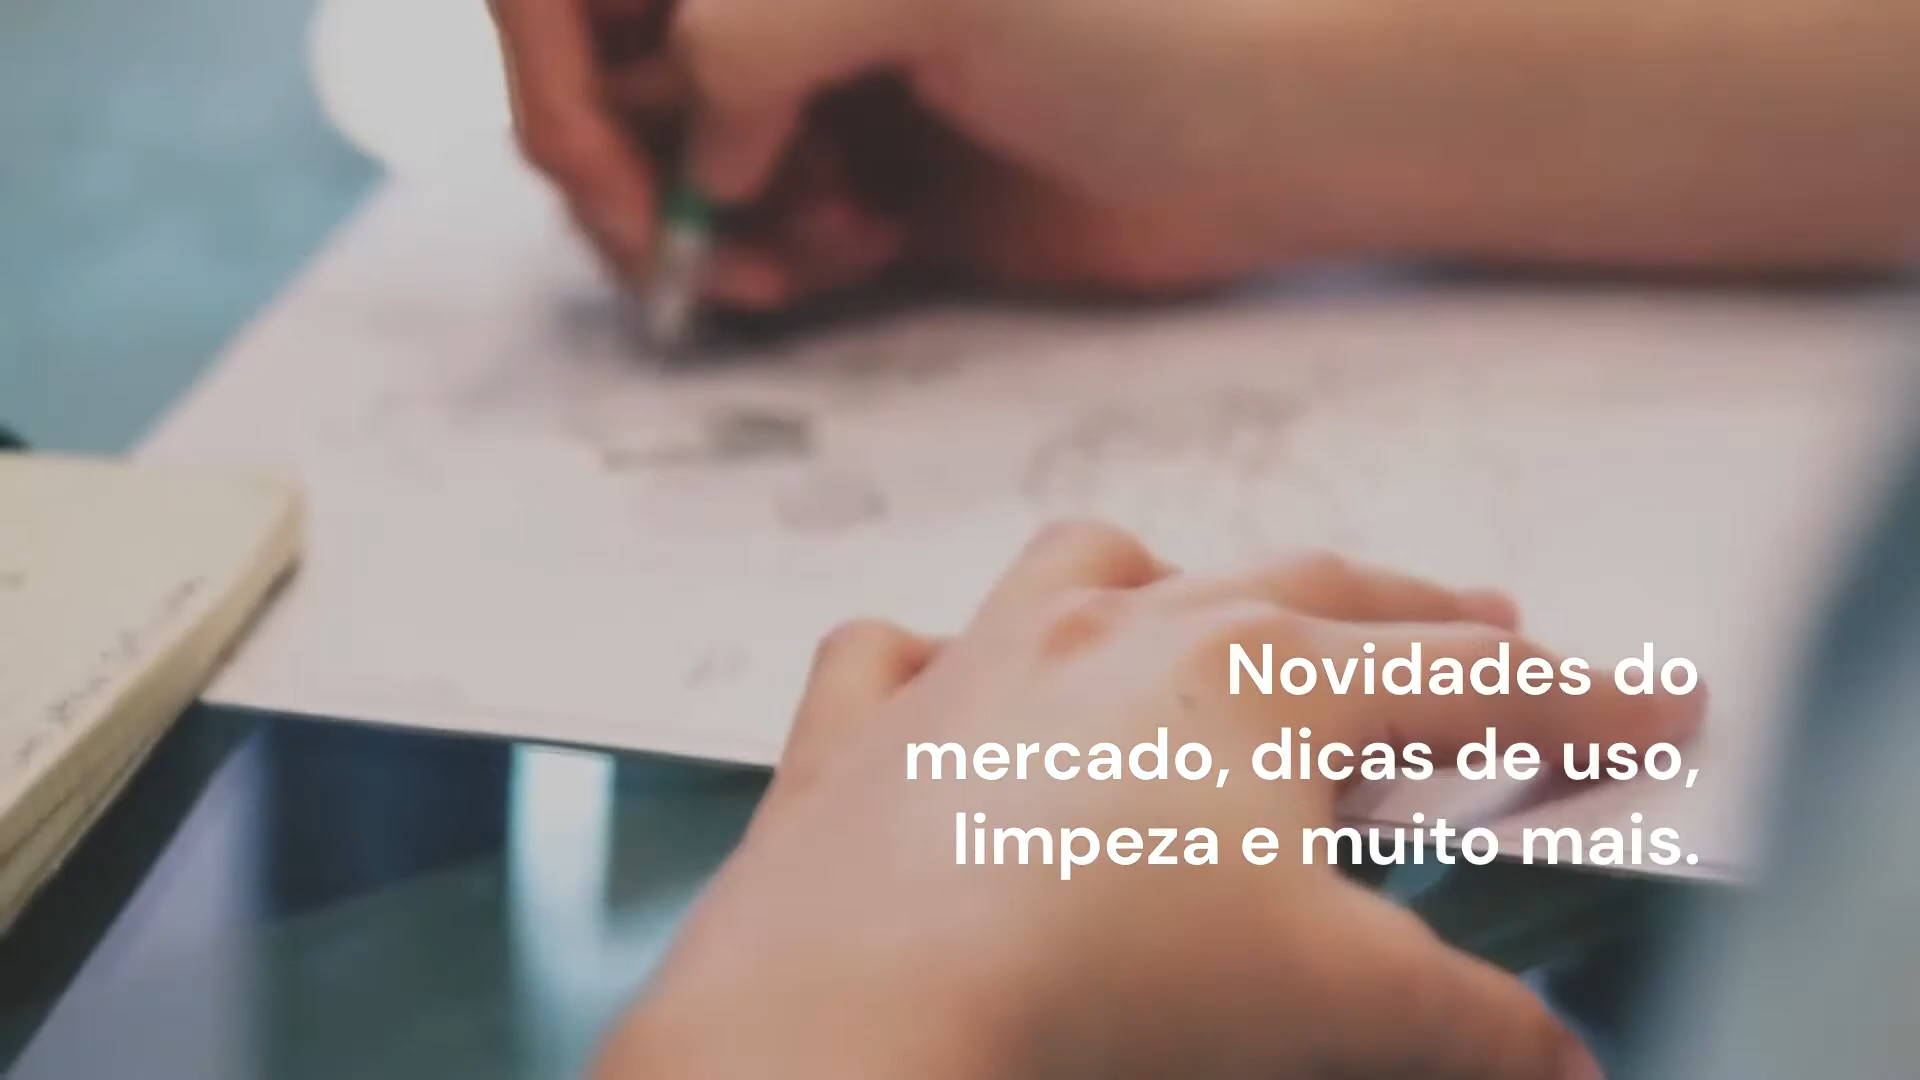 Novidades do
mercado, dicas de uso,
limpeza e muito mais.